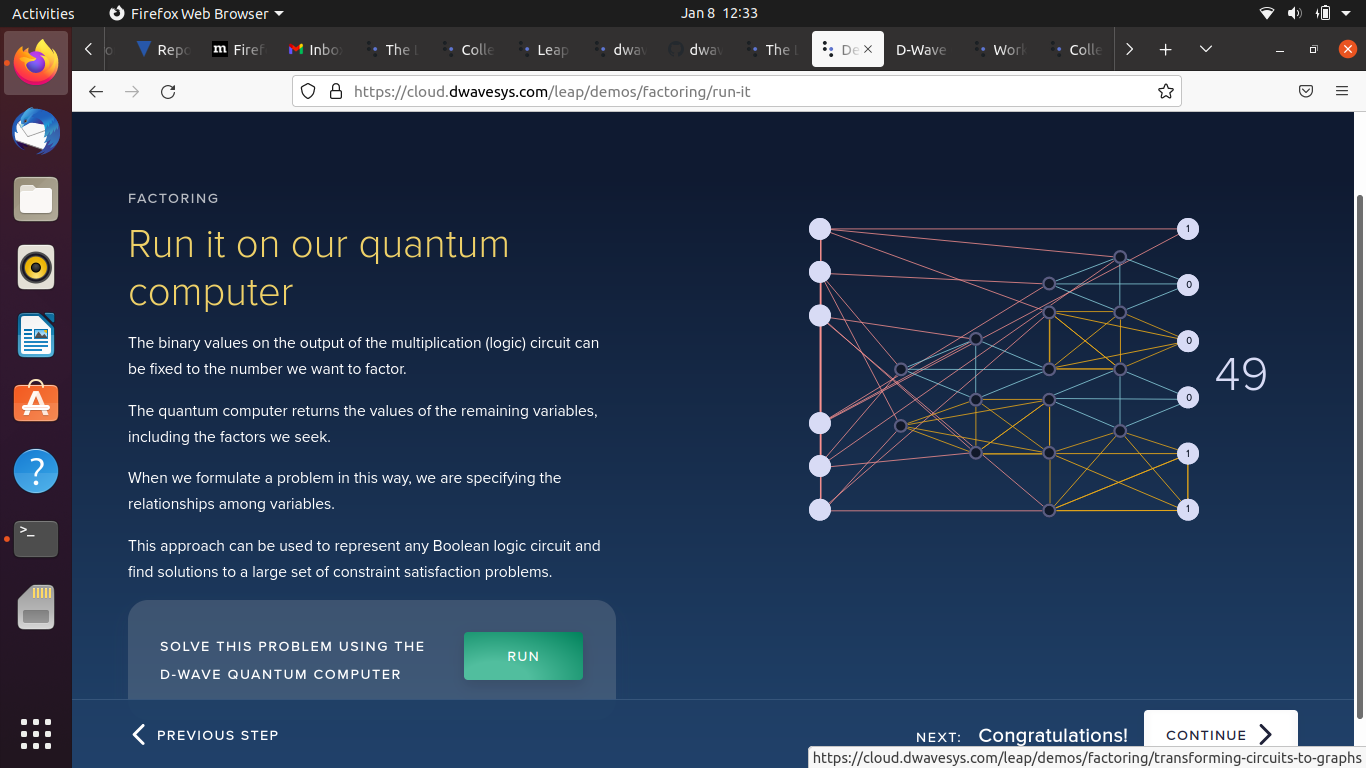 Activities
Firefox Web Browser
Jan 8 12:33
Repo
Firef
Inbo
The L
Colle
Leap
dwav
dwav
The L
De
D-Wave
Work
Colle
https://cloud.dwavesys.com/leap/demos/factoring/run-it
FACTORING
Run it on our quantum
computer
The binary values on the output of the multiplication (logic) circuit can
be fixed to the number we want to factor.
The quantum computer returns the values of the remaining variables,
including the factors we seek.
When we formulate a problem in this way, we are specifying the
relationships among variables.
This approach can be used to represent any Boolean logic circuit and
find solutions to a large set of constraint satisfaction problems.
SOLVE THIS PROBLEM USING THE
D-WAVE QUANTUM COMPUTER
RUN
1
0
0
0
1
1
49
PREVIOUS STEP
NEXT: Congratulations!
CONTINUE
https://cloud.dwavesys.com/leap/demos/factoring/transforming-circuits-to-graphs